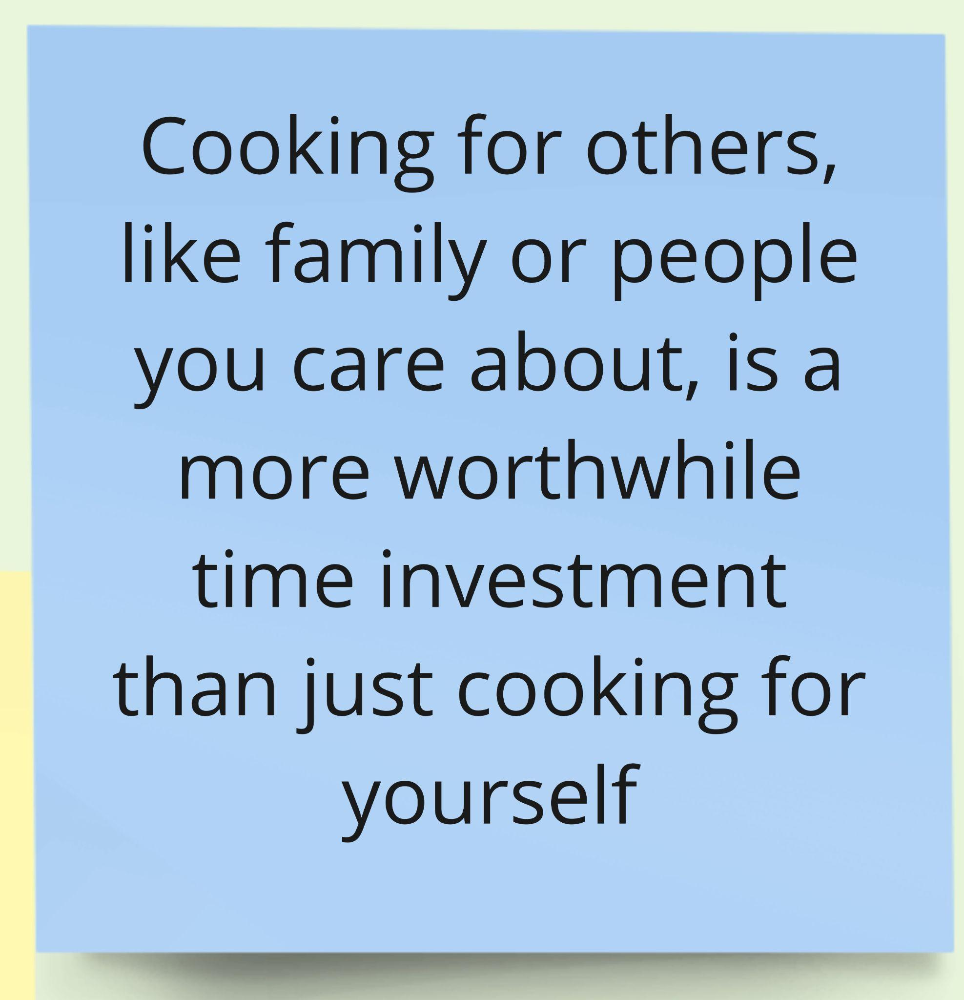 Cooking for others,
like family or people
you care about, is a
more worthwhile
time investment
than just cooking for
yourself